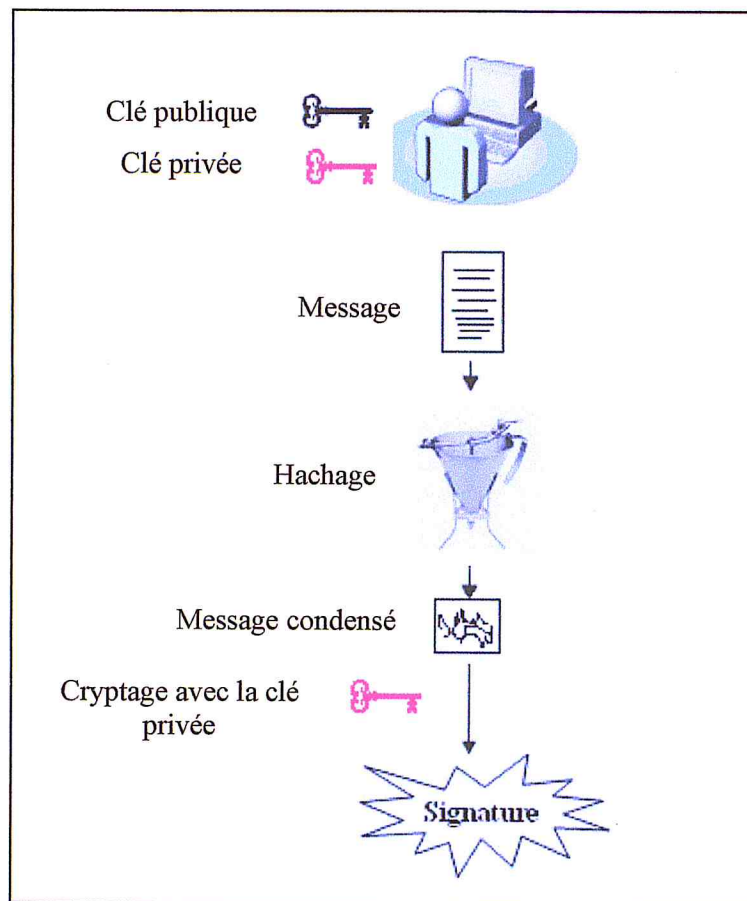 Clé publique
Clé privée
Message
Hachage
Message condensé
Cryptage avec la clé
privée
Signature